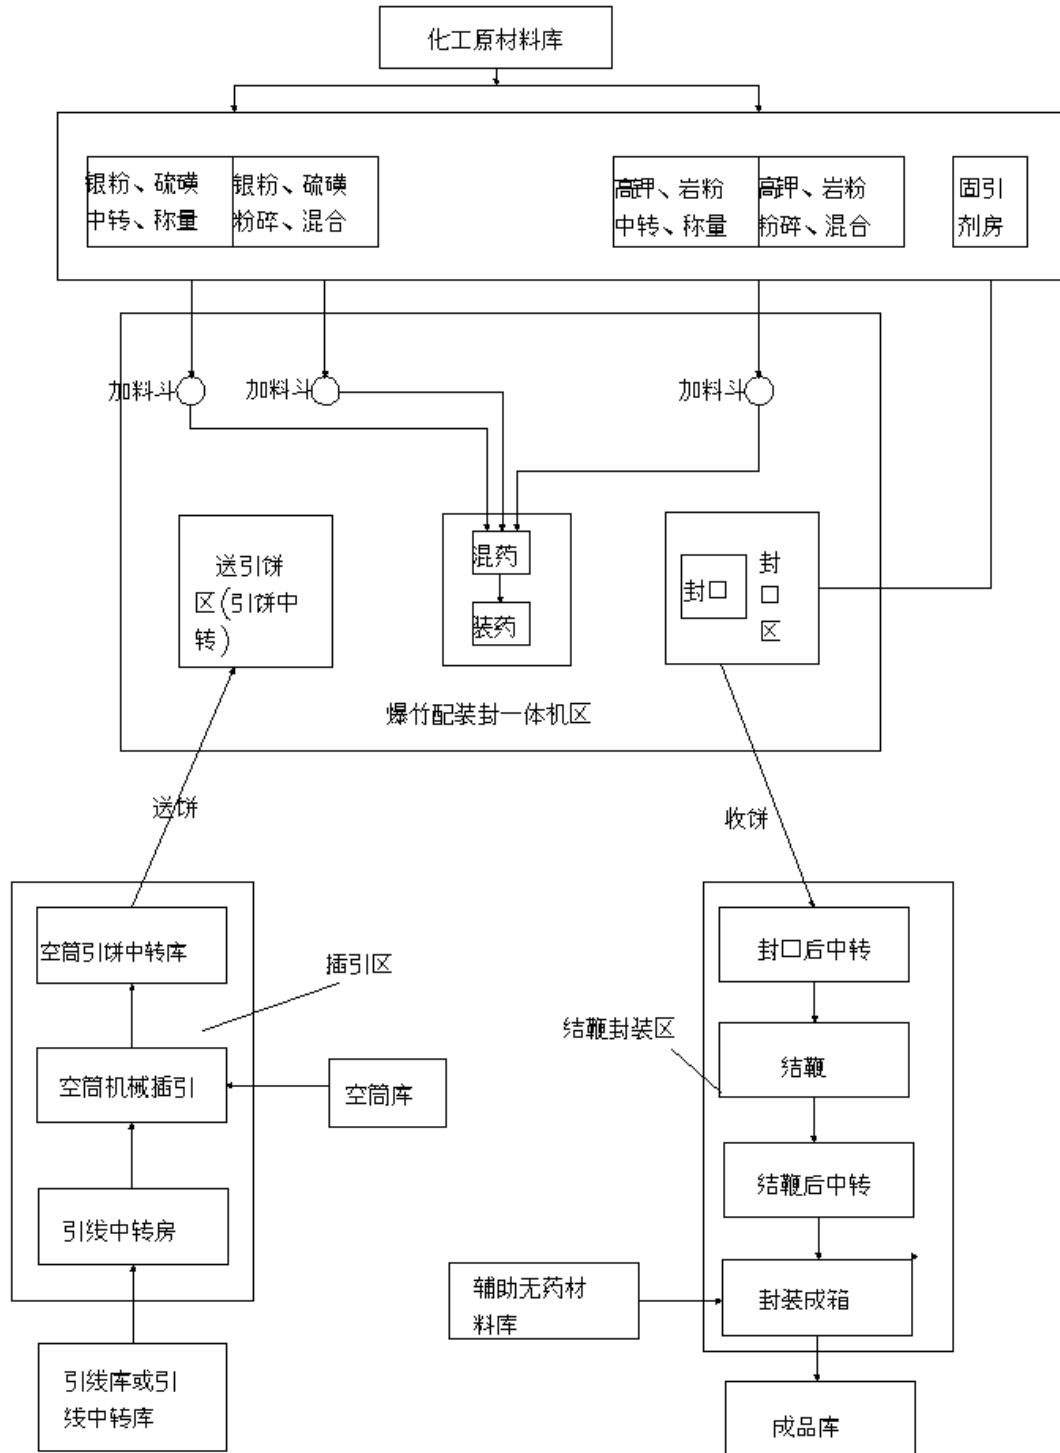 化工原材料库
银粉、硫磺
中转、称量
银粉、硫磺
粉碎、混合
高钾、岩粉
中转、称量
高钾、岩粉
粉碎、混合
固引
剂房
加料斗
加料斗
加料斗
送引饼
区(引饼中
转)
混药
装药
封口
封
口
区
爆竹配装封一体机区
送饼
收饼
空筒引饼中转库
插引区
空筒机械插引
空筒库
引线中转房
引线库或引
线中转库
封口后中转
结鞭封装区
结鞭
结鞭后中转
辅助无药材
料库
封装成箱
成品库